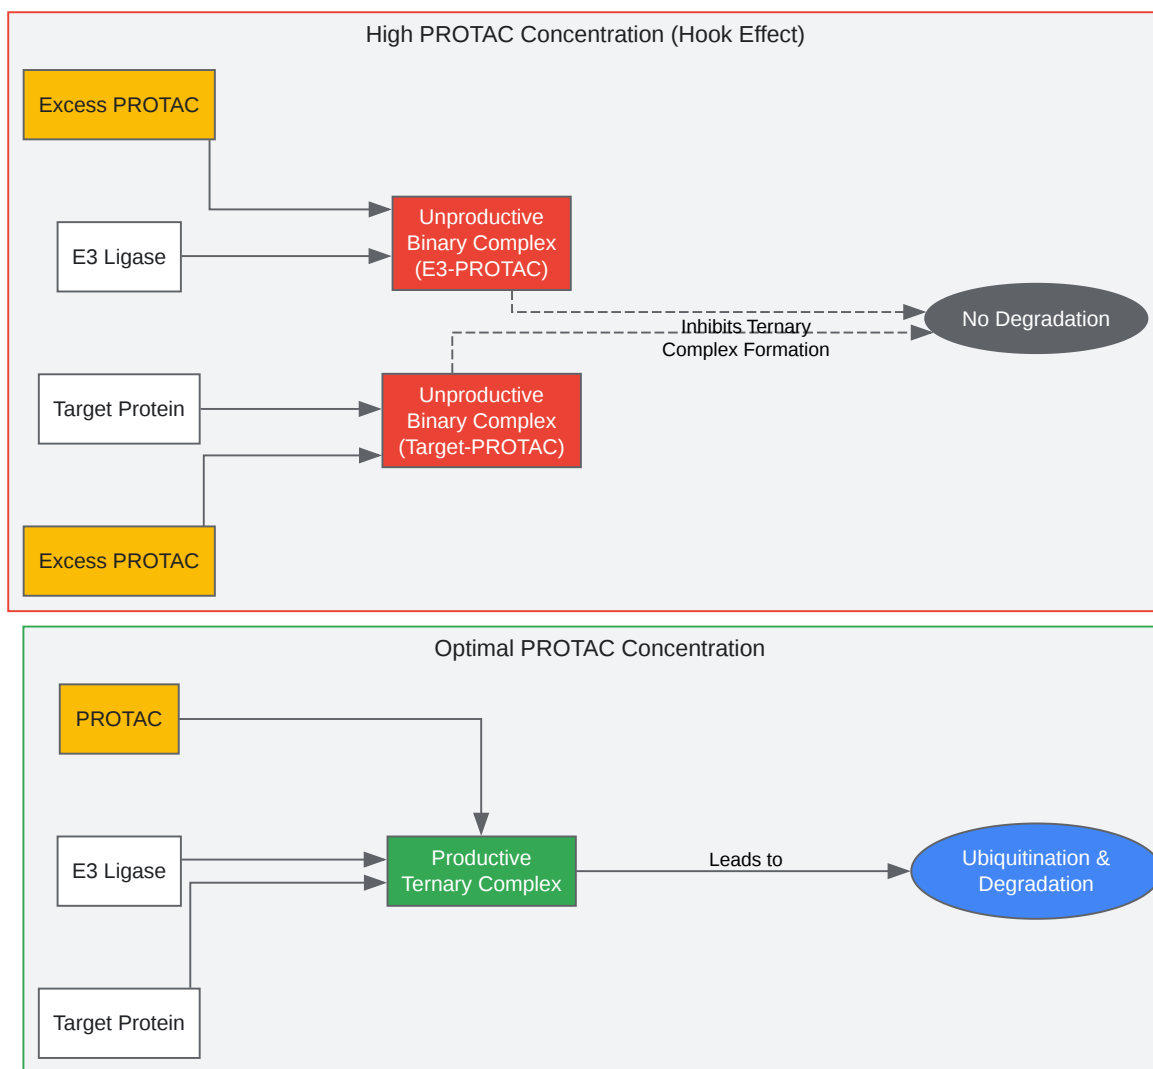 High PROTAC Concentration (Hook Effect)
Excess PROTAC
E3 Ligase
Unproductive
Binary Complex
(E3-PROTAC)
No Degradation
Inhibits Ternary
Complex Formation
Target Protein
Unproductive
Binary Complex
(Target-PROTAC)
Excess PROTAC
Optimal PROTAC Concentration
PROTAC
E3 Ligase
Productive
Ternary Complex
Leads to
Ubiquitination &
Degradation
Target Protein